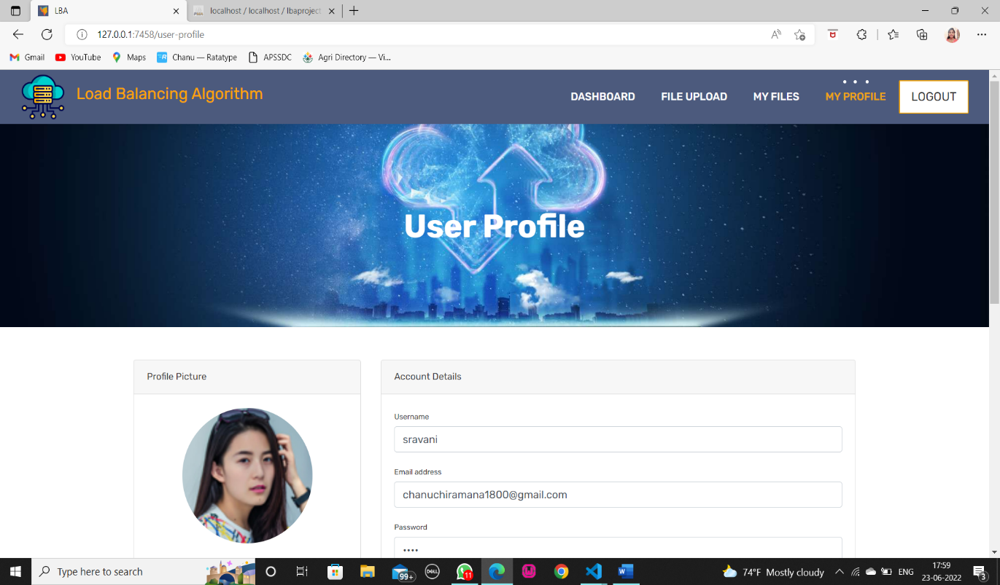 LBA
localhost / localhost / lbaproject
127.0.0.1:7458/user-profile
Gmail
YouTube
Maps
Chanu — Ratatype
APSSDC
Agri Directory — Vi...
Load Balancing Algorithm
DASHBOARD
FILE UPLOAD
MY FILES
MY PROFILE
LOGOUT
User Profile
Profile Picture
Account Details
Username
sravani
Email address
chanuchiramana1800@gmail.com
Password
••••
Type here to search
99+
DELL
11
74°F Mostly cloudy
ENG
17:59
23-06-2022
3